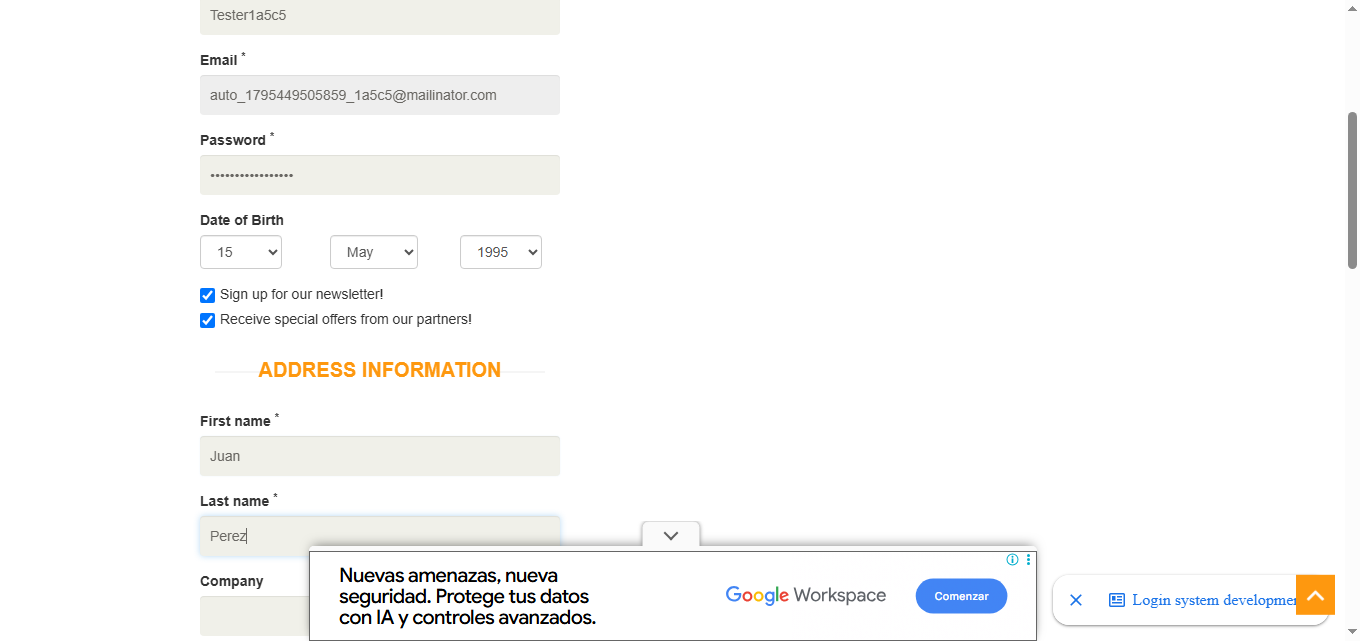 Tester1a5c5
Email *
auto_1795449505859_1a5c5@mailinator.com
Password *
•••••••••••••••••
Date of Birth
15 May 1995
Sign up for our newsletter!
Receive special offers from our partners!
ADDRESS INFORMATION
First name *
Juan
Last name *
Perez
Company
Nuevas amenazas, nueva
seguridad. Protege tus datos
con IA y controles avanzados.
Google Workspace
Comenzar
Login system developmen